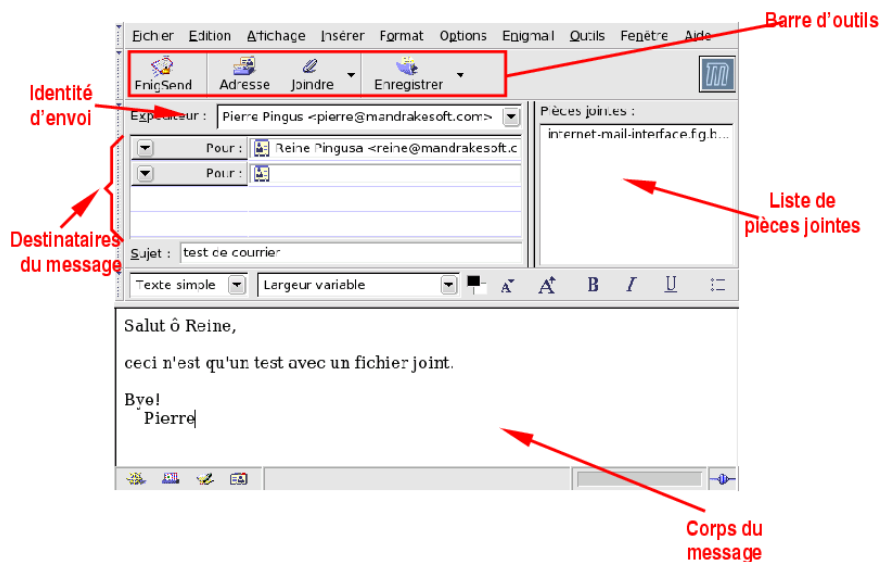 Barre d'outils
Fichier Edition Affichage Insérer Format Options Enigmail Outils Fenêtre Aide
EnigSend Adresse Joindre Enregistrer
Identité
d'envoi
Expéditeur : Pierre Pingus <pierre@mandrakesoft.com>
Pièces jointes :
internet-mail-interface.fig.b...
Pour : Reine Pingusa <reine@mandrakesoft.c
Pour :
Liste de
pièces jointes
Destinataires
du message
Sujet : test de courrier
Texte simple Largeur variable A A B I U
Salut ô Reine,
ceci n'est qu'un test avec un fichier joint.
Bye!
Pierre
Corps du
message